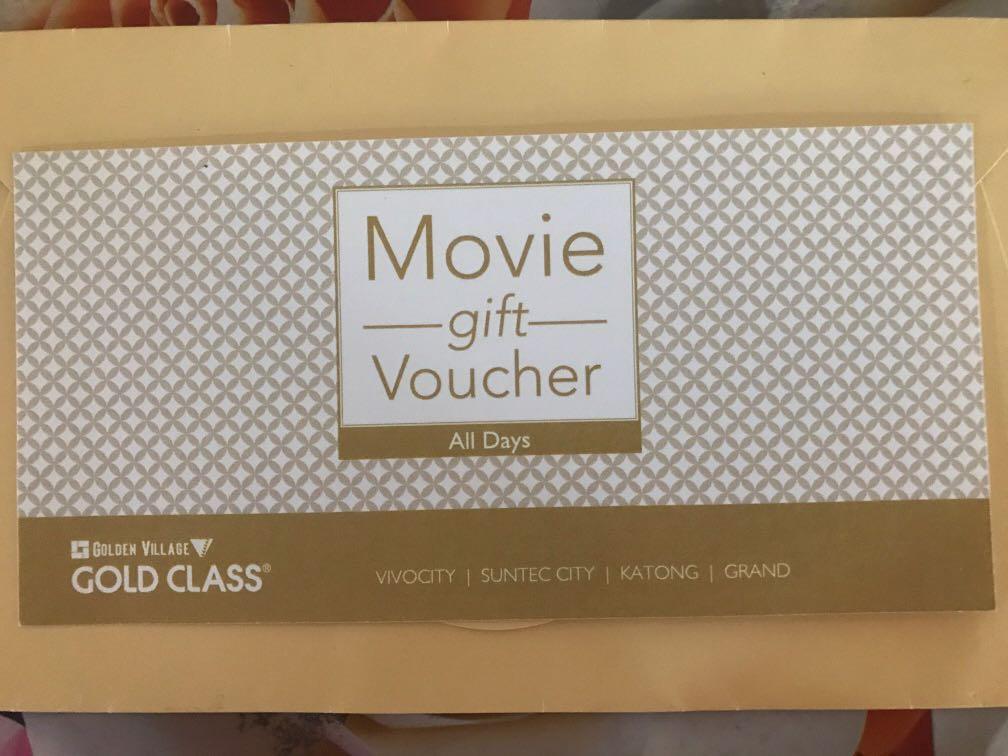 Movie
gift
Voucher
All Days
GOLDEN VILLAGE
GOLD CLASS®
VIVOCITY | SUNTEC CITY | KATONG | GRAND